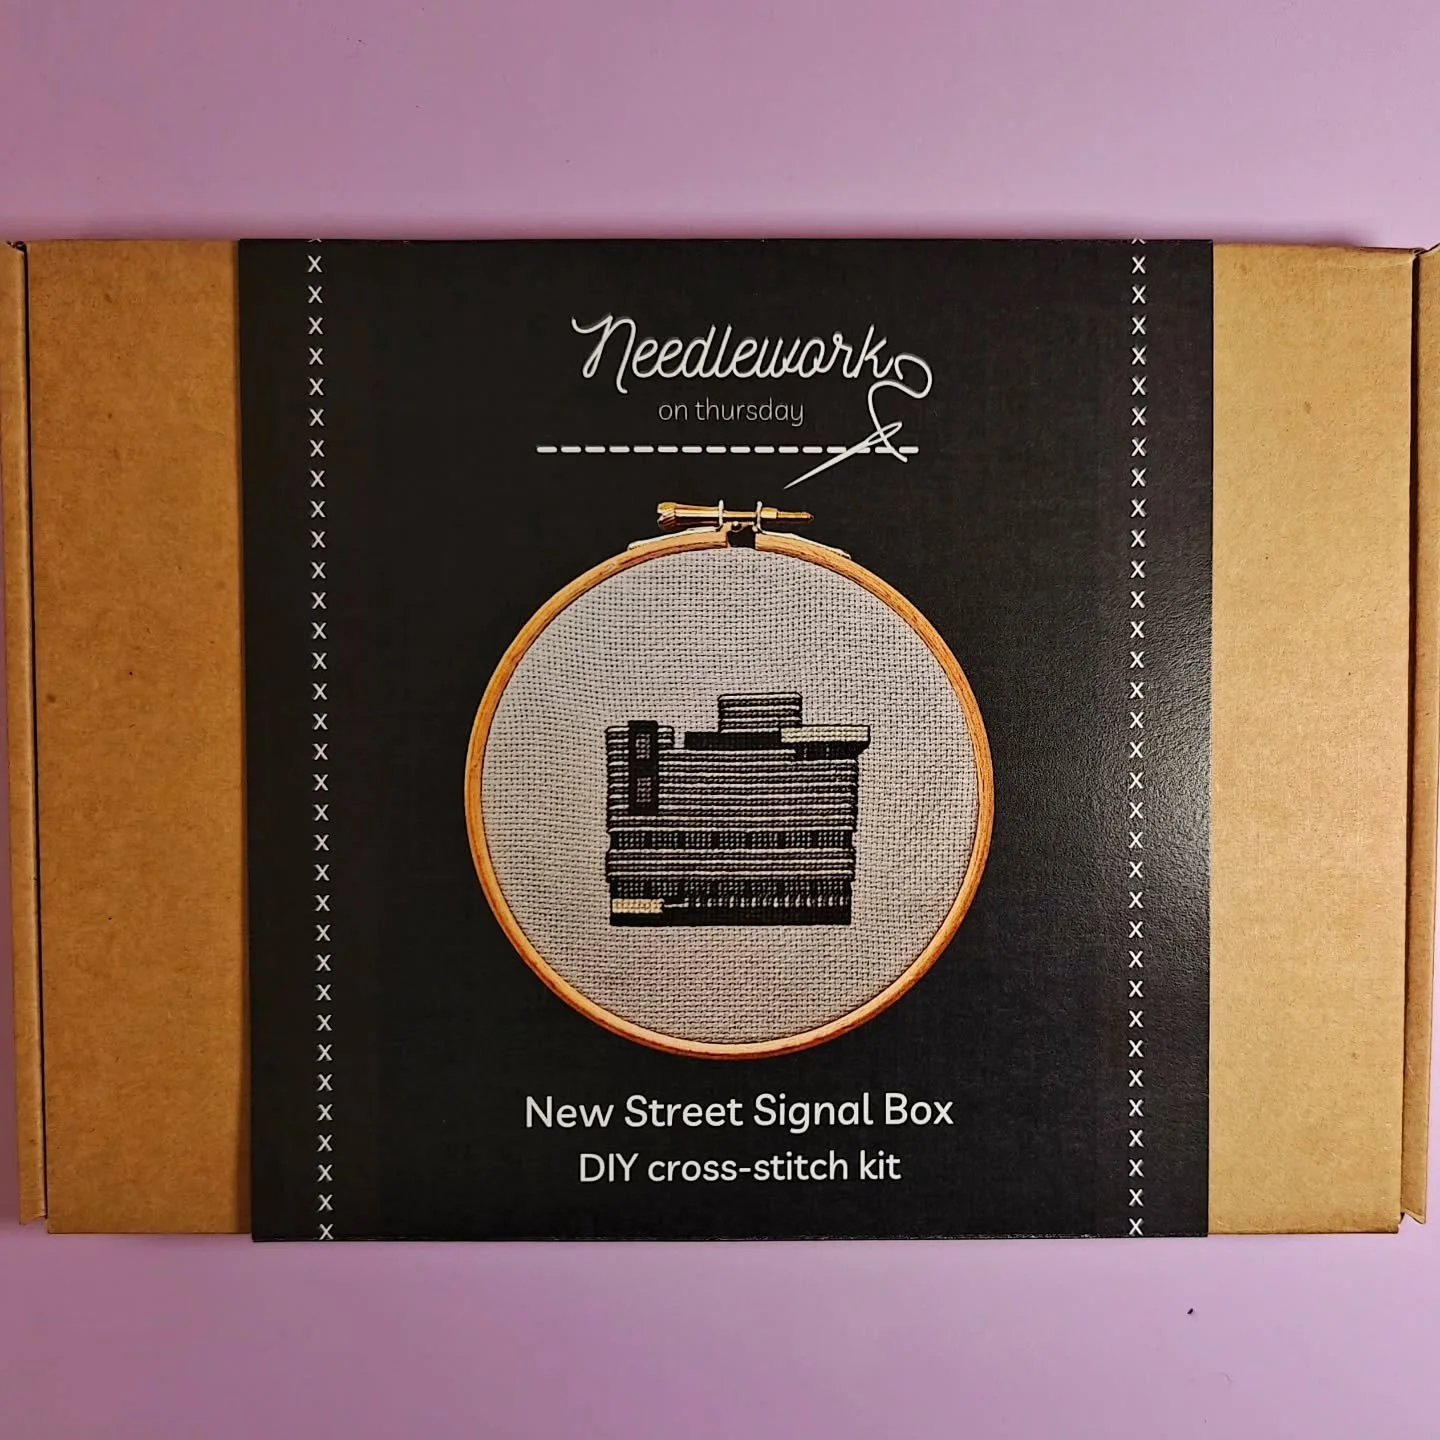 Needlework
on thursday
New Street Signal Box
DIY cross-stitch kit